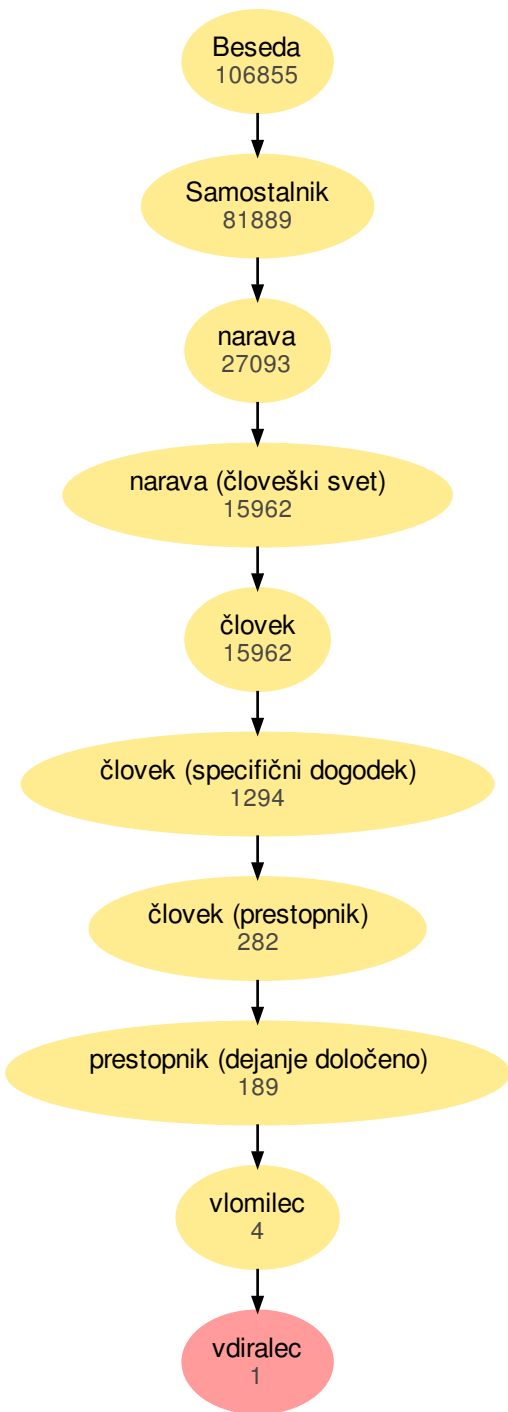 Beseda
106855
Samostalnik
81889
narava
27093
narava (človeški svet)
15962
človek
15962
človek (specifični dogodek)
1294
človek (prestopnik)
282
prestopnik (dejanje določeno)
189
vlomilec
4
vdiralec
1